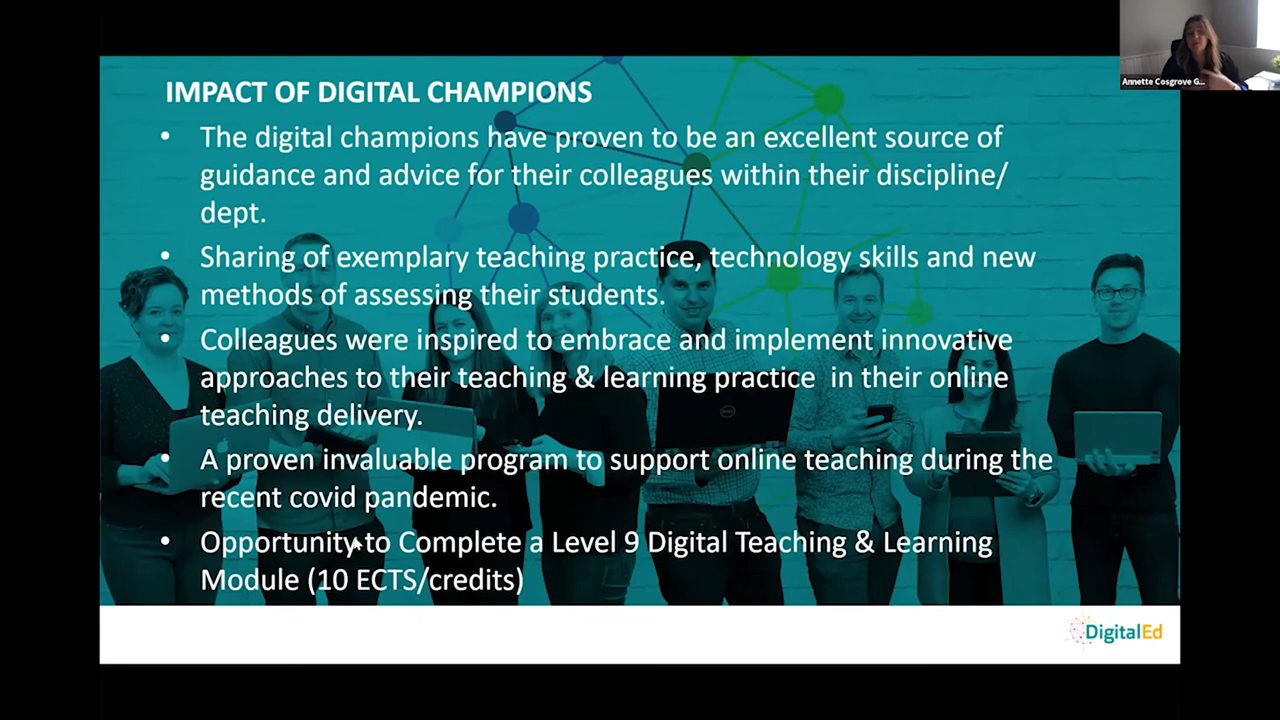 Annette Cosgrove G...
IMPACT OF DIGITAL CHAMPIONS
• The digital champions have proven to be an excellent source of
guidance and advice for their colleagues within their discipline/
dept.
• Sharing of exemplary teaching practice, technology skills and new
methods of assessing their students.
• Colleagues were inspired to embrace and implement innovative
approaches to their teaching & learning practice in their online
teaching delivery.
• A proven invaluable program to support online teaching during the
recent covid pandemic.
• Opportunity to Complete a Level 9 Digital Teaching & Learning
Module (10 ECTS/credits)
DigitalEd